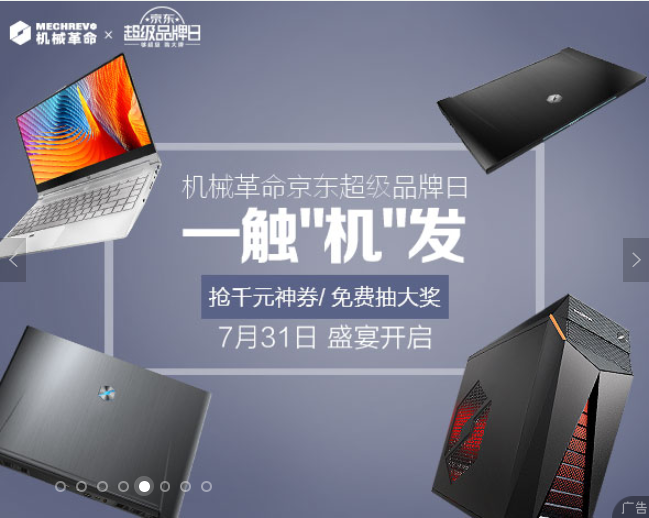 MECHREVO
机械革命
×
京东
超级品牌日
机械革命京东超级品牌日
一触"机"发
抢千元神券/ 免费抽大奖
7月31日 盛宴开启
广告